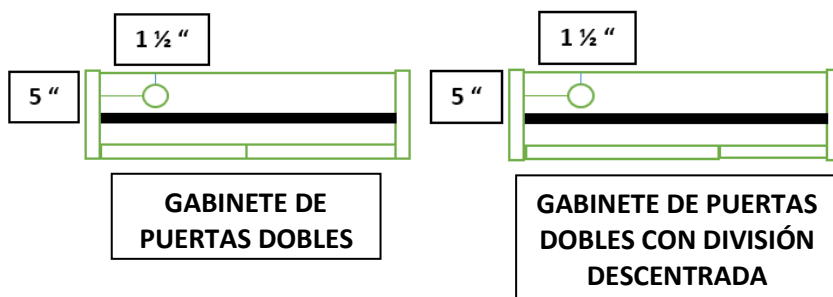 1 ½ “
5 “
GABINETE DE
PUERTAS DOBLES
1 ½ “
5 “
GABINETE DE PUERTAS
DOBLES CON DIVISIÓN
DESCENTRADA